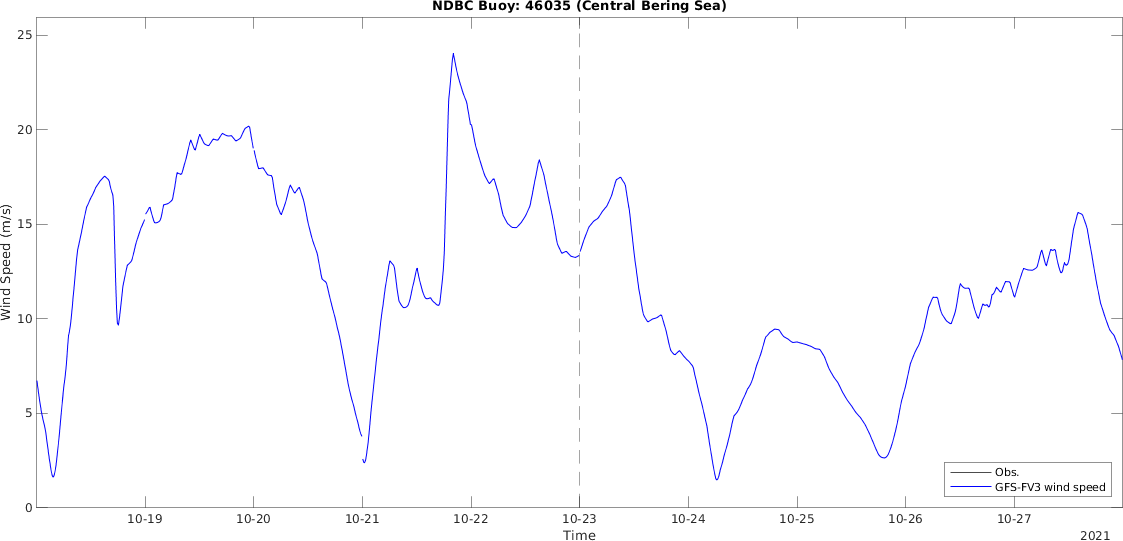 NDBC Buoy: 46035 (Central Bering Sea)
25
20
15
10
5
0
Wind Speed (m/s)
10-19 10-20 10-21 10-22 10-23 10-24 10-25 10-26 10-27
Time
2021
Obs.
GFS-FV3 wind speed